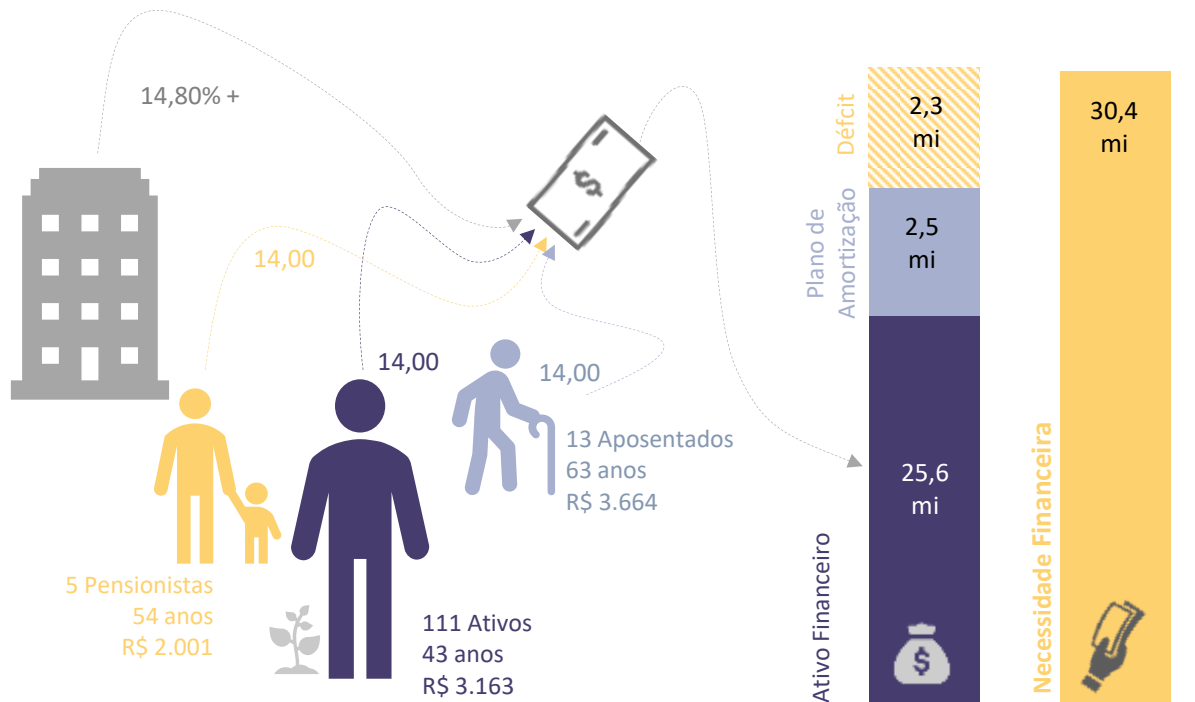 14,80% +
14,00
14,00
14,00
5 Pensionistas
54 anos
R$ 2.001
111 Ativos
43 anos
R$ 3.163
13 Aposentados
63 anos
R$ 3.664
Défcit
2,3
mi
Plano de
Amortização
2,5
mi
Ativo Financeiro
25,6
mi
$
$
Necessidade Financeira
30,4
mi